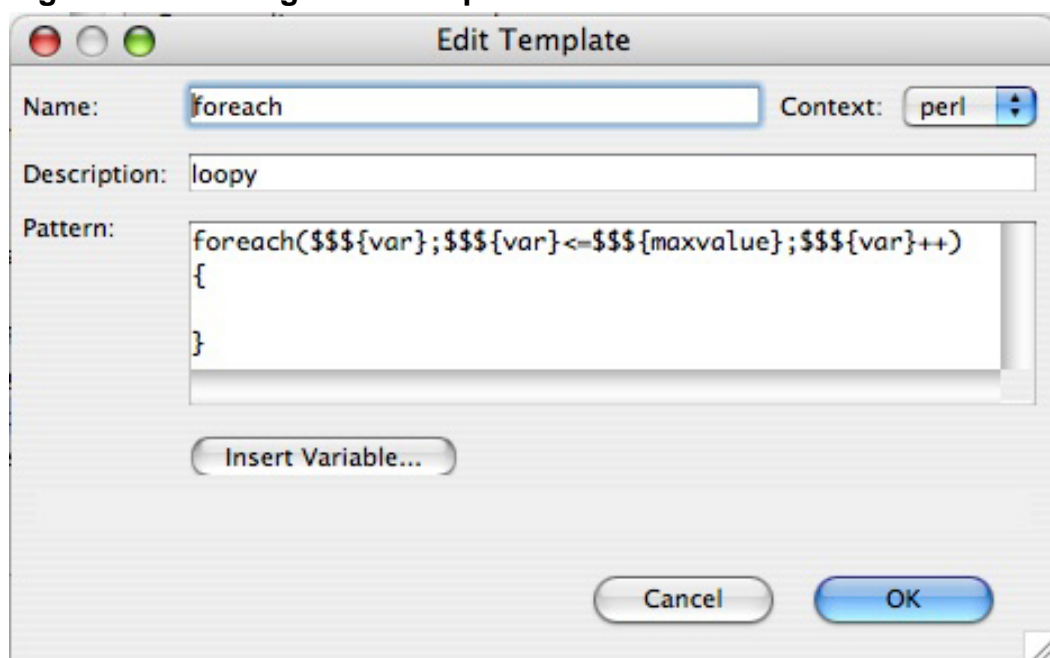 Edit Template
Name: foreach Context: perl
Description: loopy
Pattern:
foreach($$${var};$$${var}<=$$${maxvalue};$$${var}++)
{
}
Insert Variable...
Cancel OK